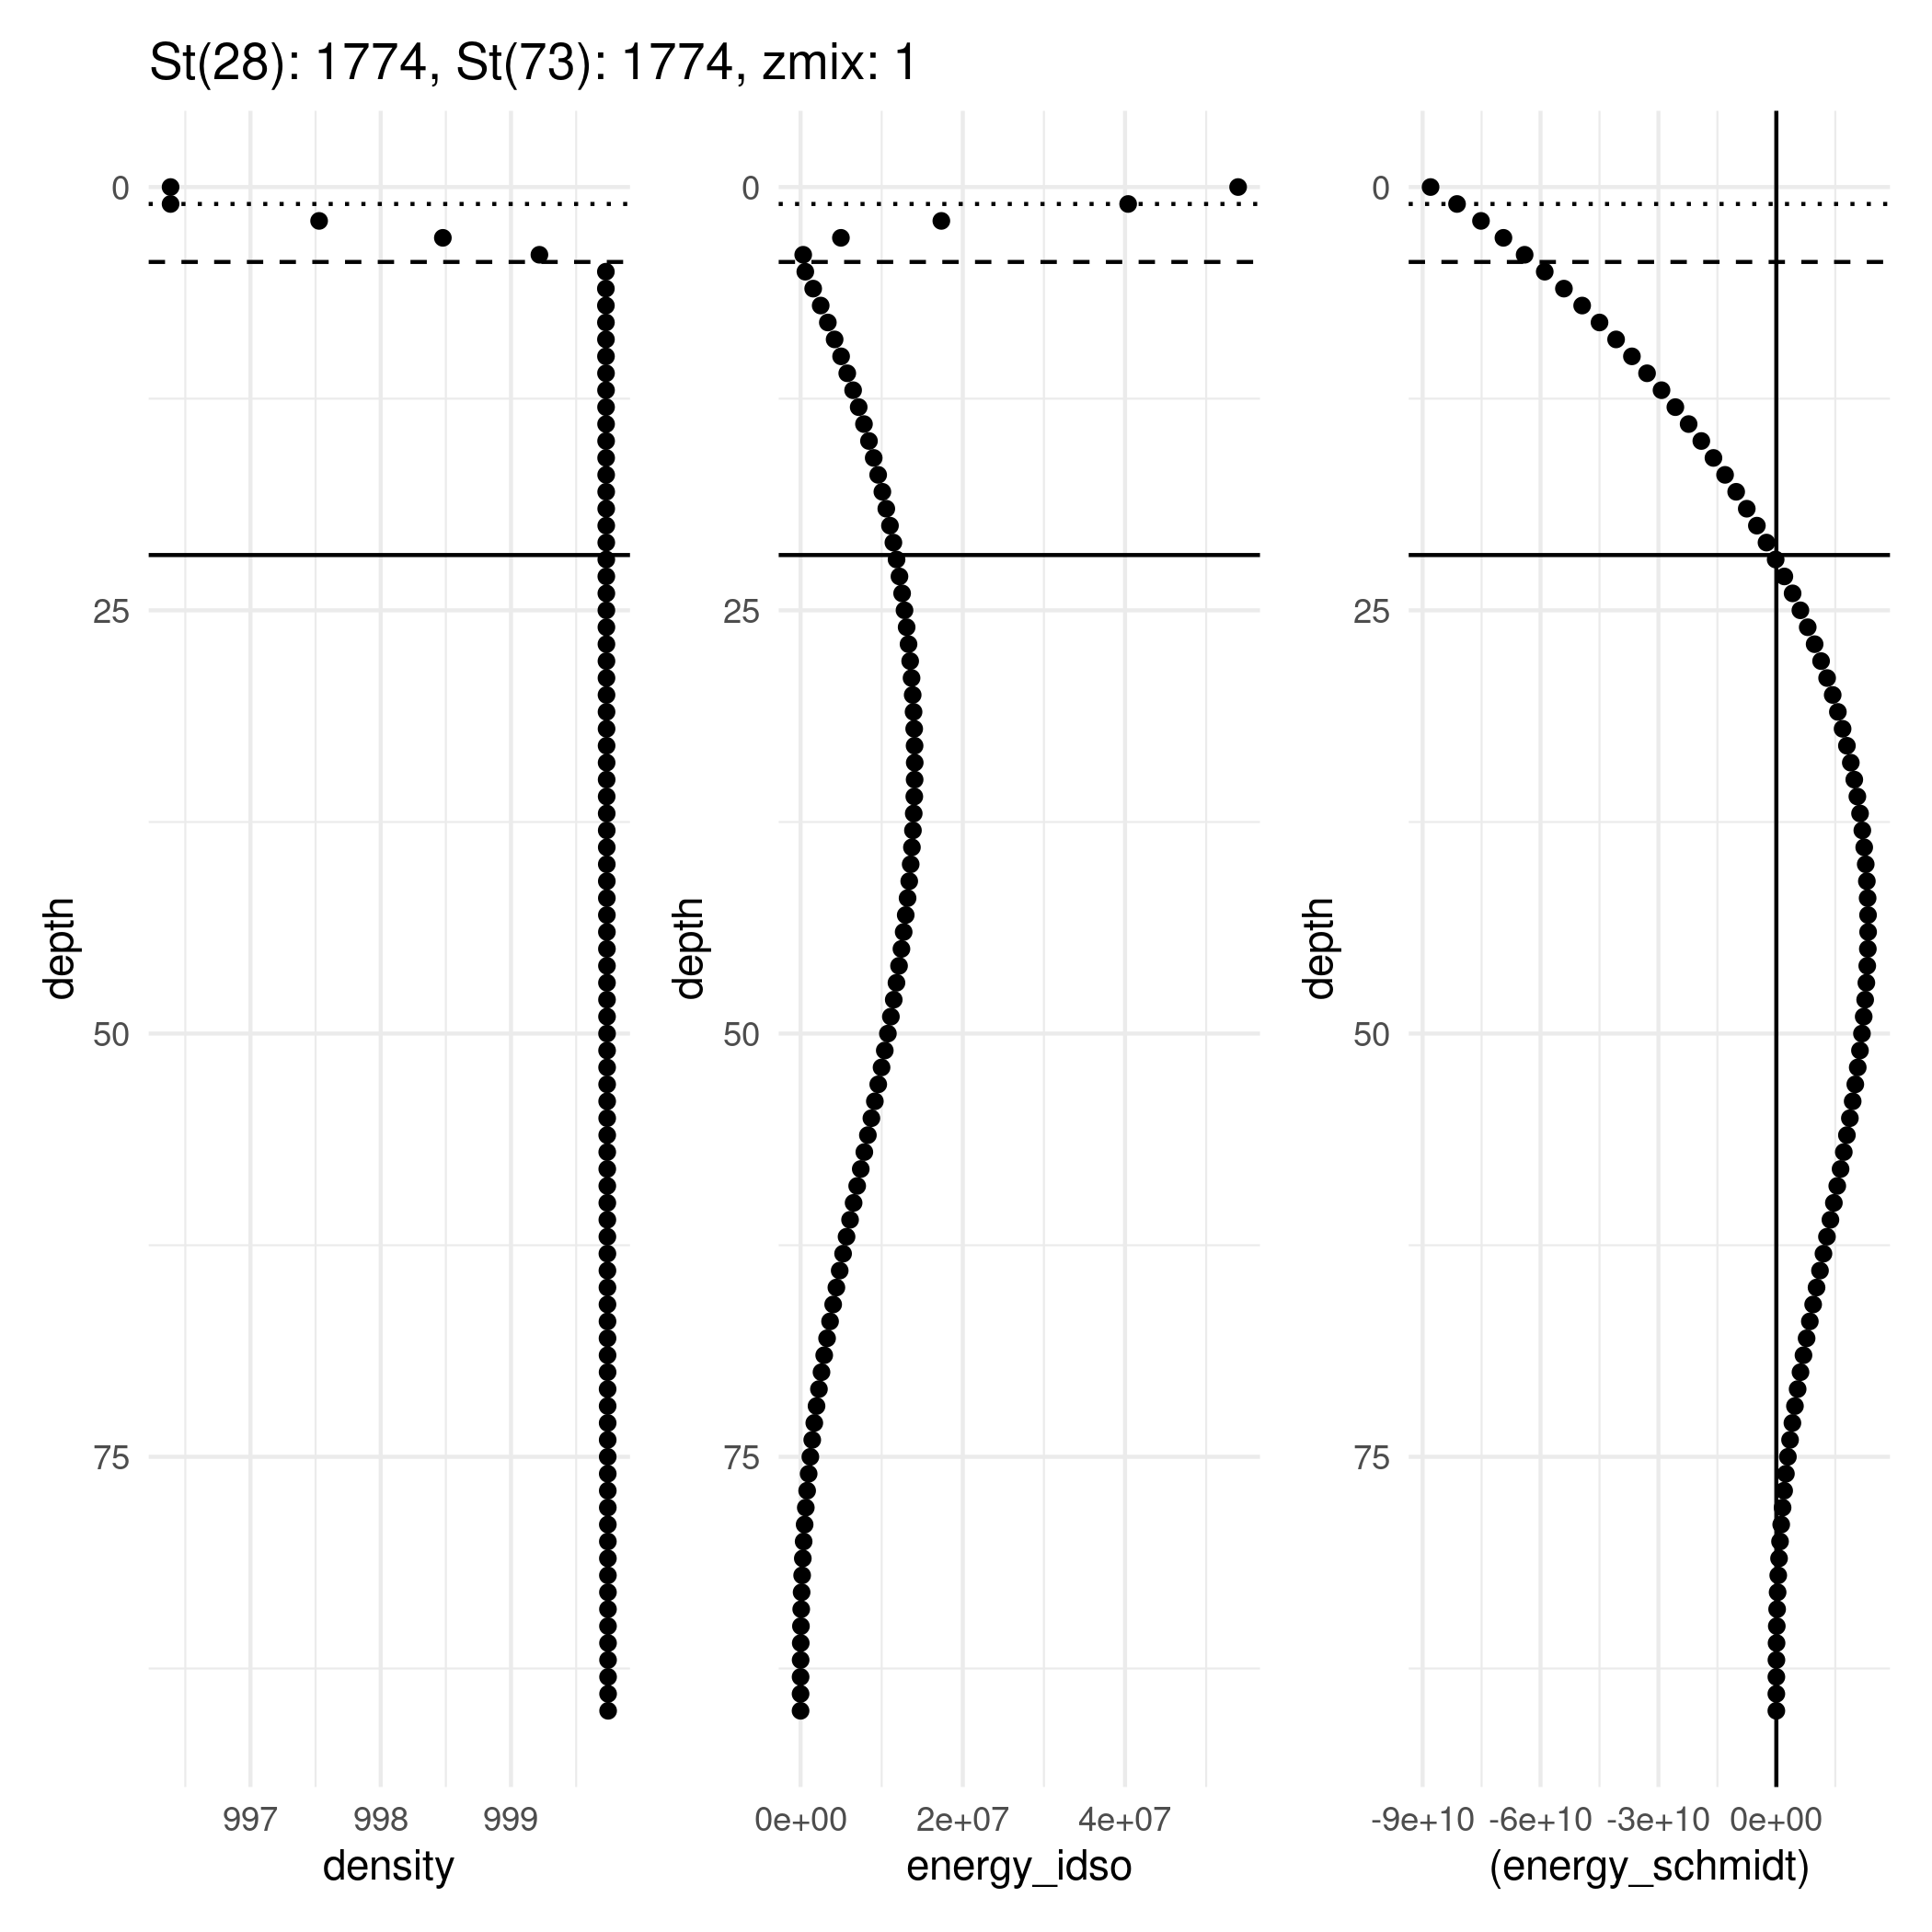 St(28): 1774, St(73): 1774, zmix: 1
0
25
50
75
depth
997 998 999
density
0
25
50
75
depth
0e+00 2e+07 4e+07
energy_idso
0
25
50
75
depth
-9e+10 -6e+10 -3e+10 0e+00
(energy_schmidt)